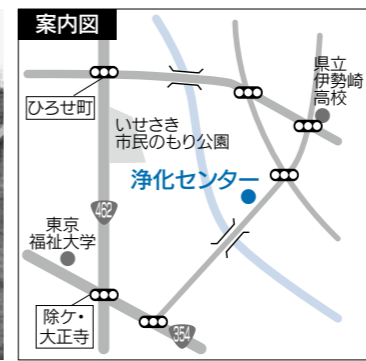 案内図
県立
伊勢崎
高校
ひろせ町
いせさき
市民のもり公園
浄化センター
462
東京
福祉大学
除ケ・
大正寺
354